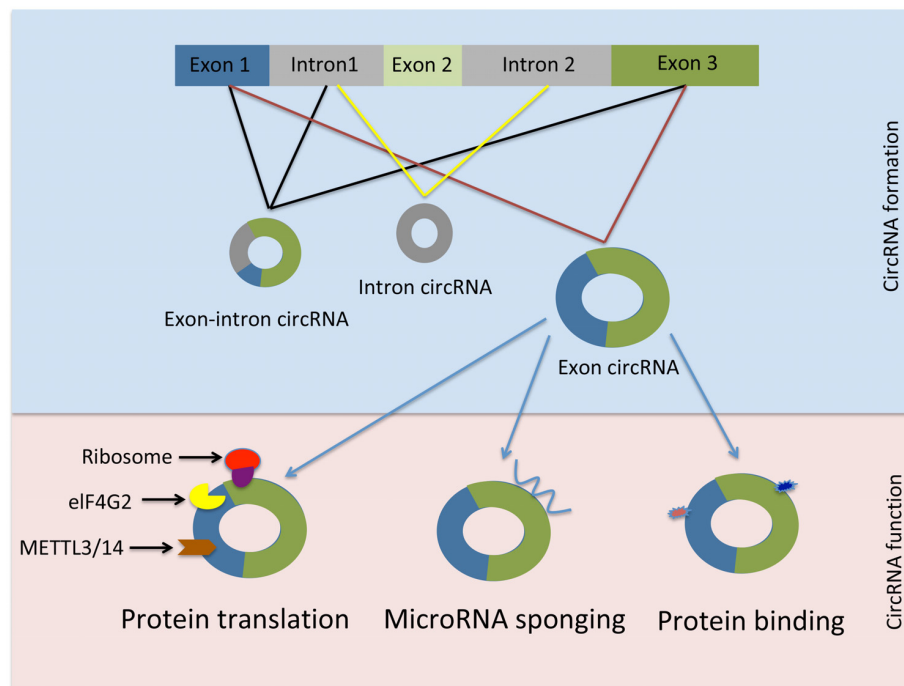 Exon 1
Intron1
Exon 2
Intron 2
Exon 3
CircRNA formation
Intron circRNA
Exon-intron circRNA
Exon circRNA
Ribosome
eIF4G2
METTL3/14
Protein translation
MicroRNA sponging
Protein binding
CircRNA function